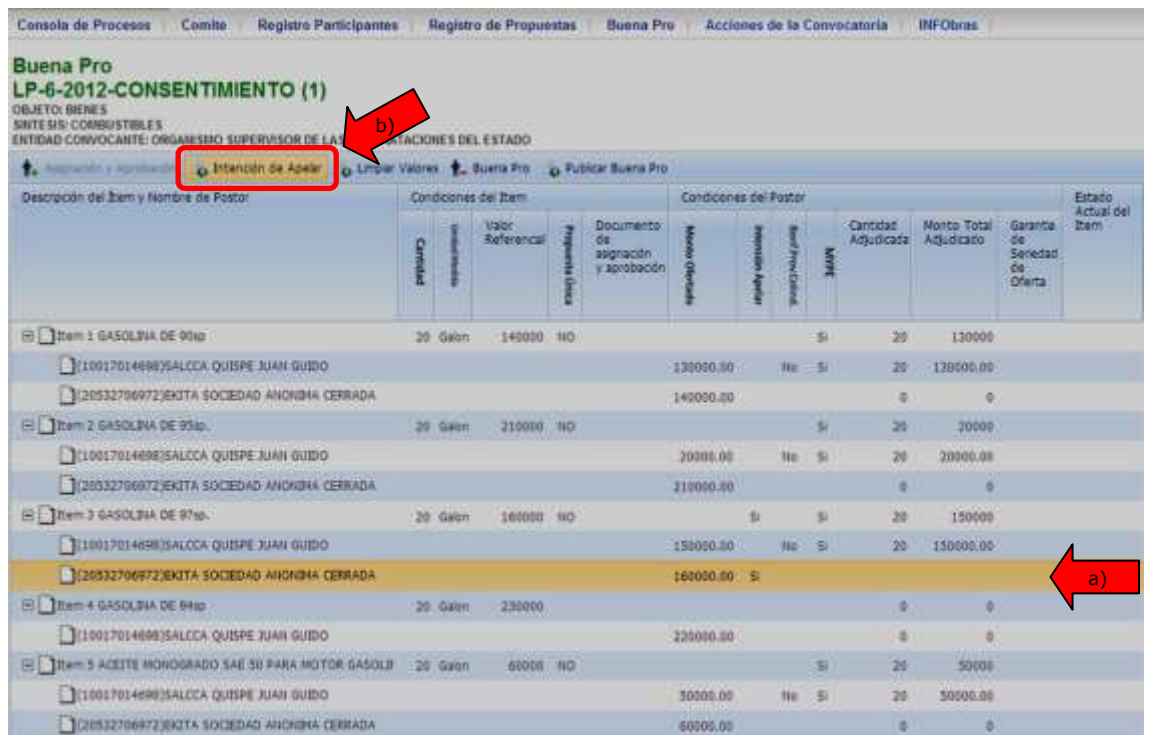 Consola de Procesos Comite Registro Participantes Registro de Propuestas Buena Pro Acciones de la Convocatoria INFObras
Buena Pro
LP-6-2012-CONSENTIMIENTO (1)
OBJETO: BIENES
SINTESIS: COMBUSTIBLES
ENTIDAD CONVOCANTE: ORGANISMO SUPERVISOR DE LAS TACIONES DEL ESTADO
b)
Asignación y Aprobación Intención de Apelar Limpiar Valores Buena Pro Publicar Buena Pro
Descripción del Ítem y Nombre de Postor Condiciones del Item Condiciones del Postor Estado Actual del Item
Cantidad Valor Referencial Propuesta Única Documento de asignación y aprobación Monto Ofertado Intensión Apelar MYPE Cantidad Adjudicada Monto Total Adjudicado Garantia de Seriedad de Oferta
Item 1 GASOLINA DE 90sp 20 Galon 140000 NO Si 20 130000
(10017014698)SALCCA QUISPE JUAN GUIDO 130000.00 No Si 20 130000.00
(20532706972)EKITA SOCIEDAD ANONIMA CERRADA 140000.00 0 0
Item 2 GASOLINA DE 95sp. 20 Galon 210000 NO Si 20 20000
(10017014698)SALCCA QUISPE JUAN GUIDO 20000.00 No Si 20 20000.00
(20532706972)EKITA SOCIEDAD ANONIMA CERRADA 210000.00 0 0
Item 3 GASOLINA DE 97sp. 20 Galon 160000 NO Si Si 20 150000
(10017014698)SALCCA QUISPE JUAN GUIDO 150000.00 No Si 20 150000.00
(20532706972)EKITA SOCIEDAD ANONIMA CERRADA 160000.00 Si
a)
Item 4 GASOLINA DE 84sp 20 Galon 230000 0 0
(10017014698)SALCCA QUISPE JUAN GUIDO 220000.00 0 0
Item 5 ACEITE MONOGRADO SAE 50 PARA MOTOR GASOLIN 20 Galon 60000 NO Si 20 50000
(10017014698)SALCCA QUISPE JUAN GUIDO 50000.00 No Si 20 50000.00
(20532706972)EKITA SOCIEDAD ANONIMA CERRADA 60000.00 0 0